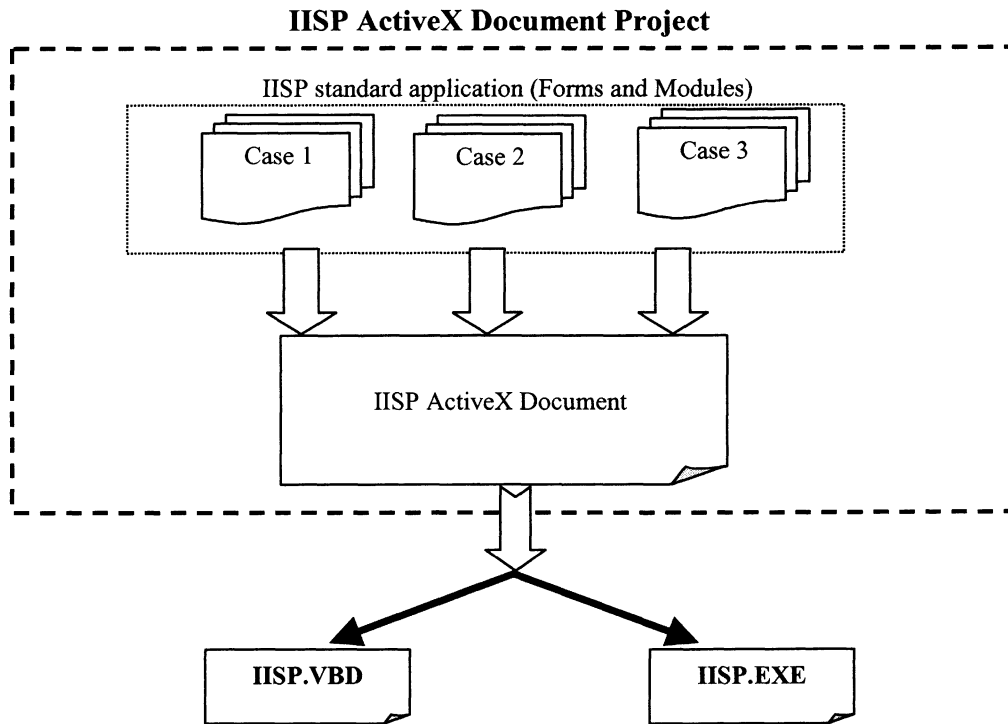 IISP ActiveX Document Project
IISP standard application (Forms and Modules)
Case 1
Case 2
Case 3
IISP ActiveX Document
IISP.VBD
IISP.EXE